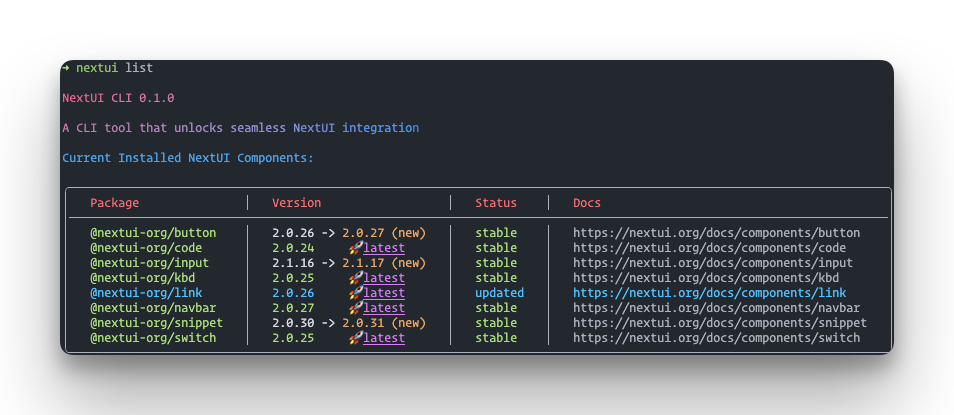 ➜ nextui list
NextUI CLI 0.1.0
A CLI tool that unlocks seamless NextUI integration
Current Installed NextUI Components:
Package | Version | Status | Docs
@nextui-org/button | 2.0.26 -> 2.0.27 (new) | stable | https://nextui.org/docs/components/button
@nextui-org/code | 2.0.24 🚀latest | stable | https://nextui.org/docs/components/code
@nextui-org/input | 2.1.16 -> 2.1.17 (new) | stable | https://nextui.org/docs/components/input
@nextui-org/kbd | 2.0.25 🚀latest | stable | https://nextui.org/docs/components/kbd
@nextui-org/link | 2.0.26 🚀latest | updated | https://nextui.org/docs/components/link
@nextui-org/navbar | 2.0.27 🚀latest | stable | https://nextui.org/docs/components/navbar
@nextui-org/snippet | 2.0.30 -> 2.0.31 (new) | stable | https://nextui.org/docs/components/snippet
@nextui-org/switch | 2.0.25 🚀latest | stable | https://nextui.org/docs/components/switch